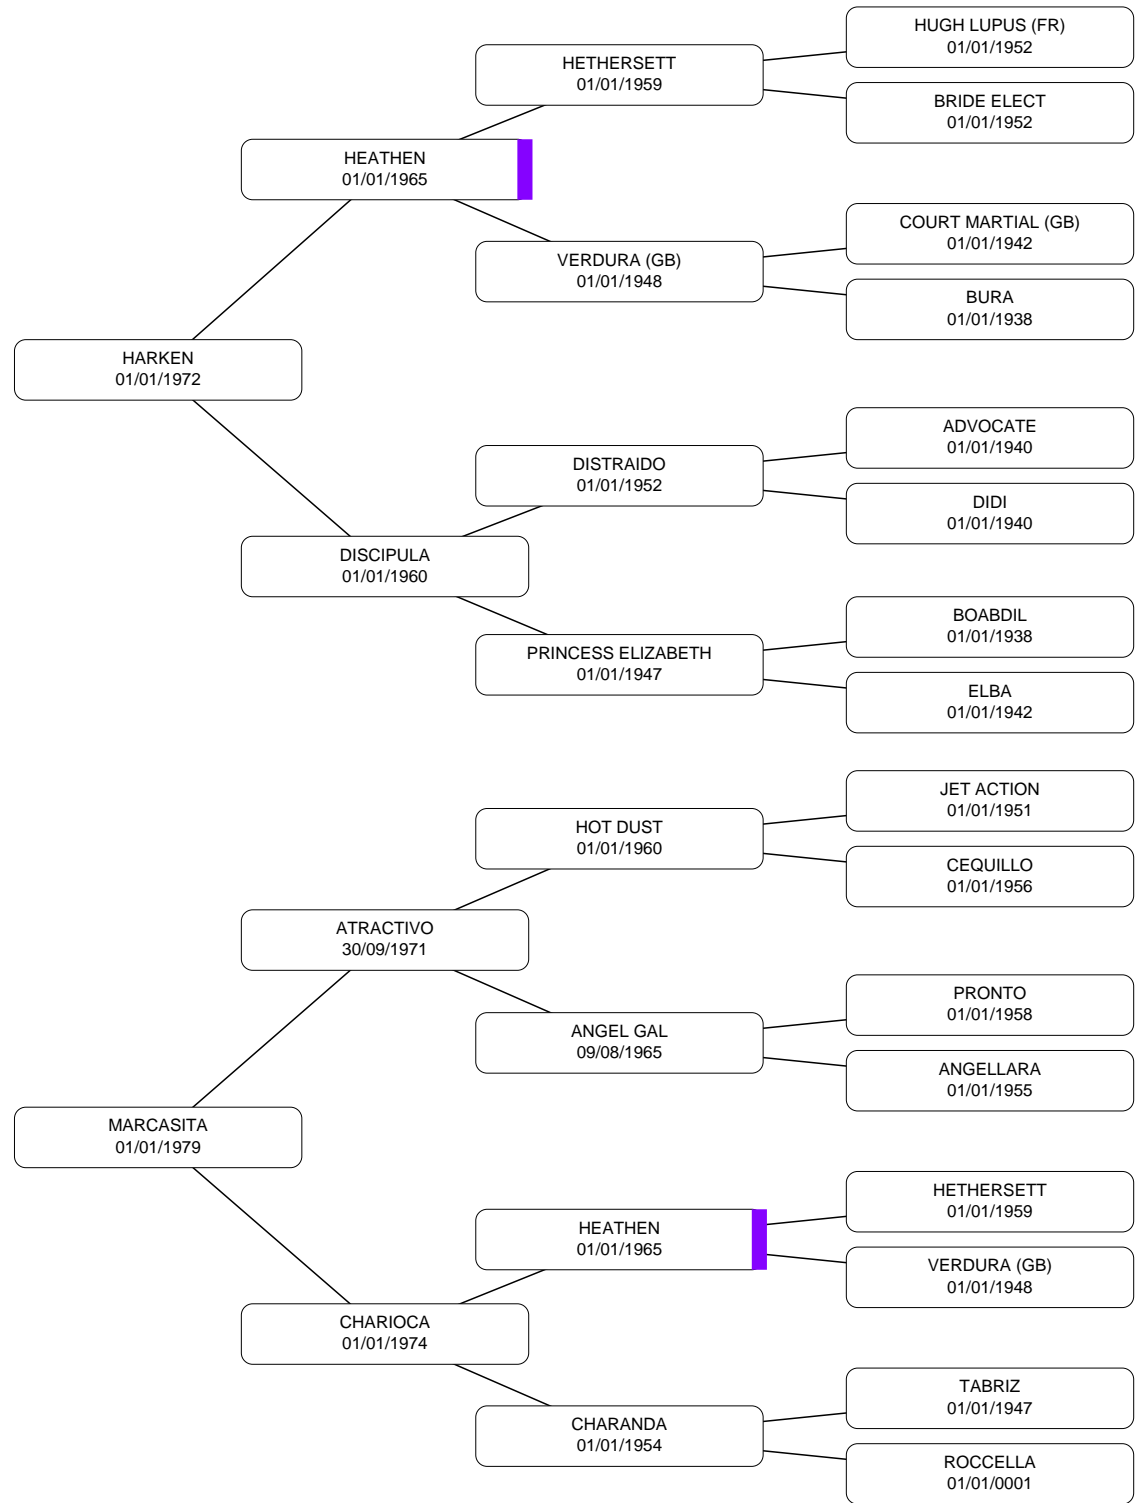 HUGH LUPUS (FR)
01/01/1952
HETHERSETT
01/01/1959
BRIDE ELECT
01/01/1952
HEATHEN
01/01/1965
COURT MARTIAL (GB)
01/01/1942
VERDURA (GB)
01/01/1948
BURA
01/01/1938
HARKEN
01/01/1972
ADVOCATE
01/01/1940
DISTRAIDO
01/01/1952
DIDI
01/01/1940
DISCIPULA
01/01/1960
BOABDIL
01/01/1938
PRINCESS ELIZABETH
01/01/1947
ELBA
01/01/1942
JET ACTION
01/01/1951
HOT DUST
01/01/1960
CEQUILLO
01/01/1956
ATRACTIVO
30/09/1971
PRONTO
01/01/1958
ANGEL GAL
09/08/1965
ANGELLARA
01/01/1955
MARCASITA
01/01/1979
HETHERSETT
01/01/1959
HEATHEN
01/01/1965
VERDURA (GB)
01/01/1948
CHARIOCA
01/01/1974
TABRIZ
01/01/1947
CHARANDA
01/01/1954
ROCCELLA
01/01/0001